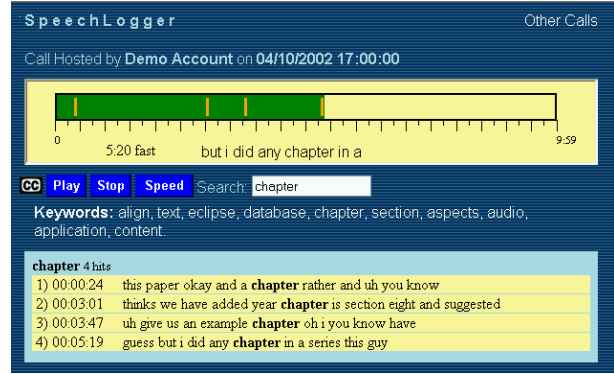 SpeechLogger Other Calls
Call Hosted by Demo Account on 04/10/2002 17:00:00
0 9:59
5:20 fast but i did any chapter in a
CC Play Stop Speed Search: chapter
Keywords: align, text, eclipse, database, chapter, section, aspects, audio,
application, content.
chapter 4 hits
1) 00:00:24 this paper okay and a chapter rather and uh you know
2) 00:03:01 thinks we have added year chapter is section eight and suggested
3) 00:03:47 uh give us an example chapter oh i you know have
4) 00:05:19 guess but i did any chapter in a series this guy